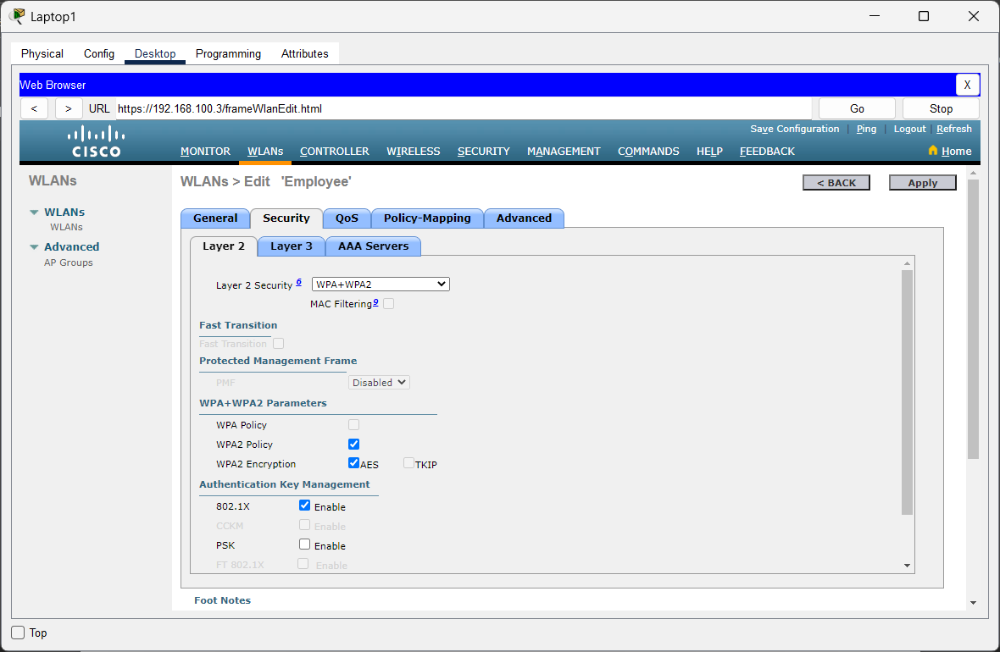 Laptop1
Physical Config Desktop Programming Attributes
Web Browser X
< > URL https://192.168.100.3/frameWlanEdit.html Go Stop
Save Configuration | Ping | Logout | Refresh
CISCO MONITOR WLANs CONTROLLER WIRELESS SECURITY MANAGEMENT COMMANDS HELP FEEDBACK Home
WLANs
WLANs
WLANs
Advanced
AP Groups
WLANs > Edit 'Employee' < BACK Apply
General Security QoS Policy-Mapping Advanced
Layer 2 Layer 3 AAA Servers
Layer 2 Security 6 WPA+WPA2
MAC Filtering 9
Fast Transition
Fast Transition
Protected Management Frame
PMF Disabled
WPA+WPA2 Parameters
WPA Policy
WPA2 Policy
WPA2 Encryption AES TKIP
Authentication Key Management
802.1X Enable
CCKM Enable
PSK Enable
FT 802.1X Enable
Foot Notes
Top